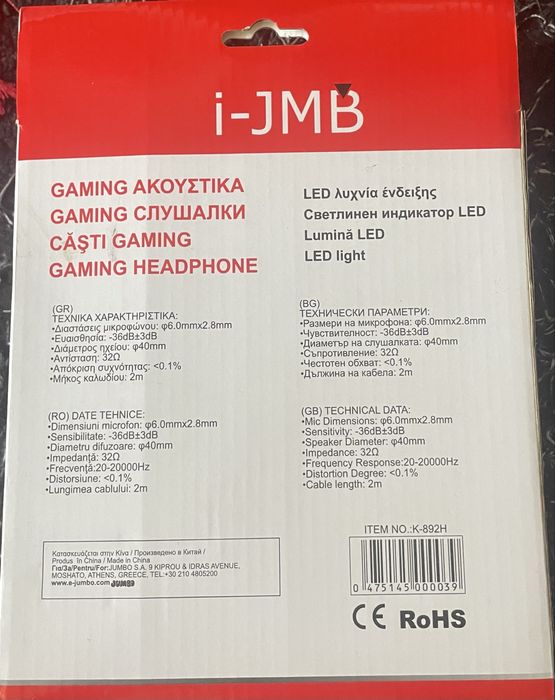 i-JMB
GAMING ΑΚΟΥΣΤΙΚΑ
GAMING СЛУШАЛКИ
CĂŞTI GAMING
GAMING HEADPHONE
LED λυχνία ένδειξης
Светлинен индикатор LED
Lumină LED
LED light
(GR)
ΤΕΧΝΙΚΑ ΧΑΡΑΚΤΗΡΙΣΤΙΚΑ:
•Διαστάσεις μικροφώνου: φ6.0mmx2.8mm
•Ευαισθησία: -36dB±3dB
•Διάμετρος ηχείου: φ40mm
•Αντίσταση: 32Ω
•Απόκριση συχνότητας: <0.1%
•Μήκος καλωδίου: 2m
(BG)
ТЕХНИЧЕСКИ ПАРАМЕТРИ:
•Размери на микрофона: φ6.0mmx2.8mm
•Чувствителност: -36dB±3dB
•Диаметър на слушалката: φ40mm
•Съпротивление: 32Ω
•Честотен обхват: <0.1%
•Дължина на кабела: 2m
(RO) DATE TEHNICE:
•Dimensiuni microfon: φ6.0mmx2.8mm
•Sensibilitate: -36dB±3dB
•Diametru difuzoare: φ40mm
•Impedanţă: 32Ω
•Frecvenţă:20-20000Hz
•Distorsiune: <0.1%
•Lungimea cablului: 2m
(GB) TECHNICAL DATA:
•Mic Dimensions: φ6.0mmx2.8mm
•Sensitivity: -36dB±3dB
•Speaker Diameter: φ40mm
•Impedance: 32Ω
•Frequency Response:20-20000Hz
•Distortion Degree: <0.1%
•Cable length: 2m
Κατασκευάζεται στην Κίνα / Произведено в Китай /
Produs în China / Made in China
Για/За/Pentru/For:JUMBO S.A. 9 KIPROU & IDRAS AVENUE,
MOSHATO, ATHENS, GREECE, TEL:+30 210 4805200
www.e-jumbo.com JUMBO
ITEM NO.:K-892H
0 475145 000039
CE RoHS